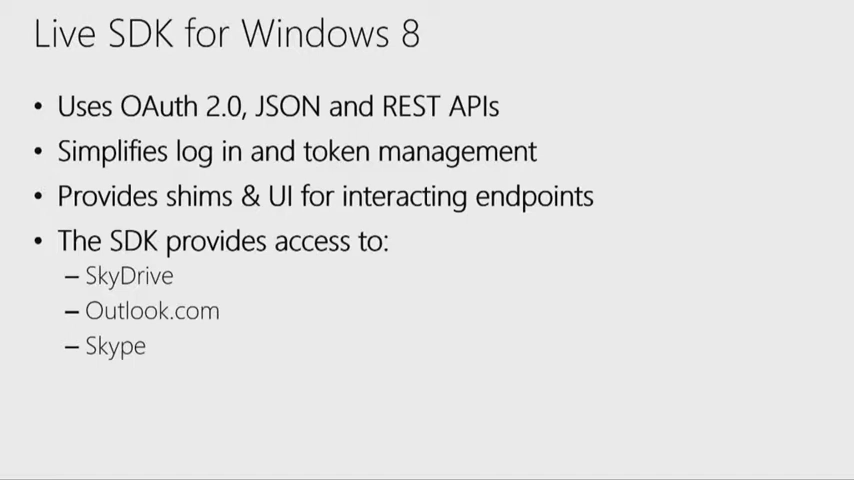 Live SDK for Windows 8
• Uses OAuth 2.0, JSON and REST APIs
• Simplifies log in and token management
• Provides shims & UI for interacting endpoints
• The SDK provides access to:
– SkyDrive
– Outlook.com
– Skype